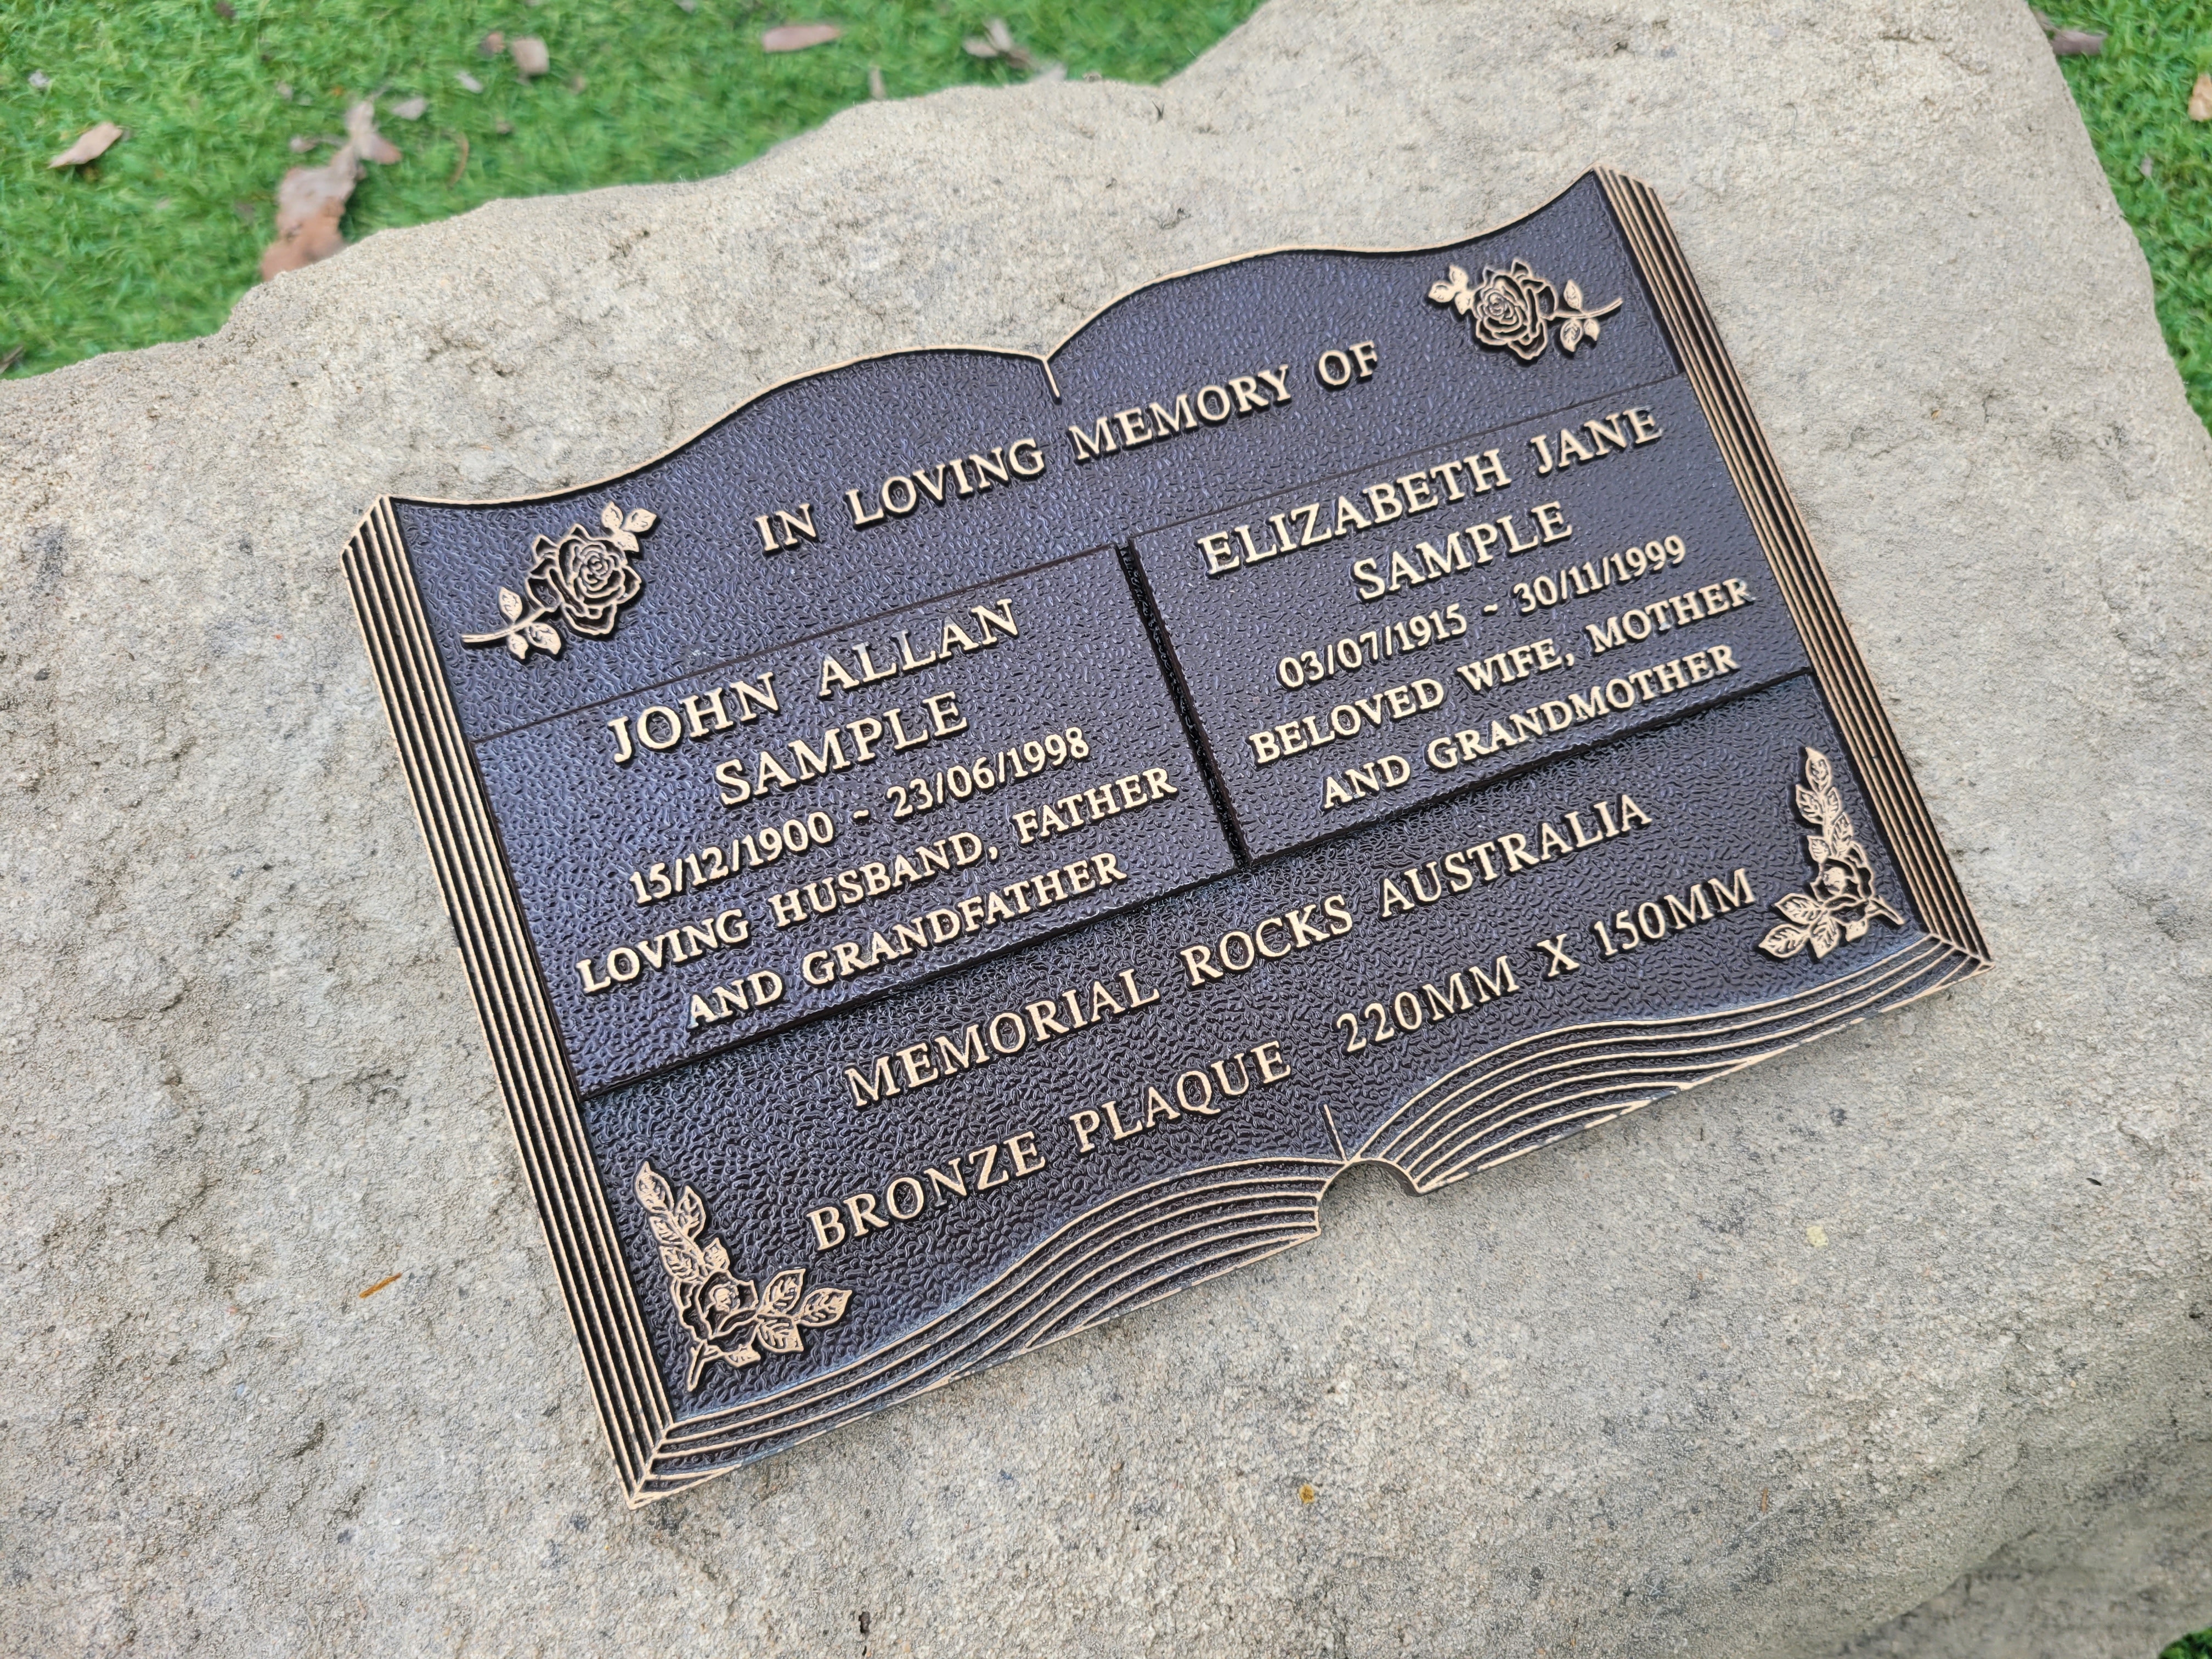 IN LOVING MEMORY OF
JOHN ALLAN
SAMPLE
15/12/1900 ~ 23/06/1998
LOVING HUSBAND, FATHER
AND GRANDFATHER
ELIZABETH JANE
SAMPLE
03/07/1915 ~ 30/11/1999
BELOVED WIFE, MOTHER
AND GRANDMOTHER
MEMORIAL ROCKS AUSTRALIA
BRONZE PLAQUE 220MM X 150MM